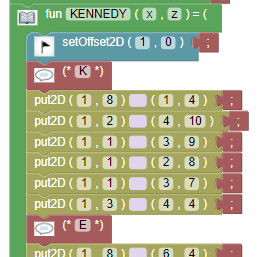 fun KENNEDY ( x , z ) = (
setOffset2D ( 1 , 0 ) ;
(* K *)
put2D ( 1 , 8 ) ( 1 , 4 ) ;
put2D ( 1 , 2 ) ( 4 , 10 ) ;
put2D ( 1 , 1 ) ( 3 , 9 ) ;
put2D ( 1 , 1 ) ( 2 , 8 ) ;
put2D ( 1 , 1 ) ( 3 , 7 ) ;
put2D ( 1 , 3 ) ( 4 , 4 ) ;
(* E *)
put2D ( 1 , 8 ) ( 6 , 4 ) ;